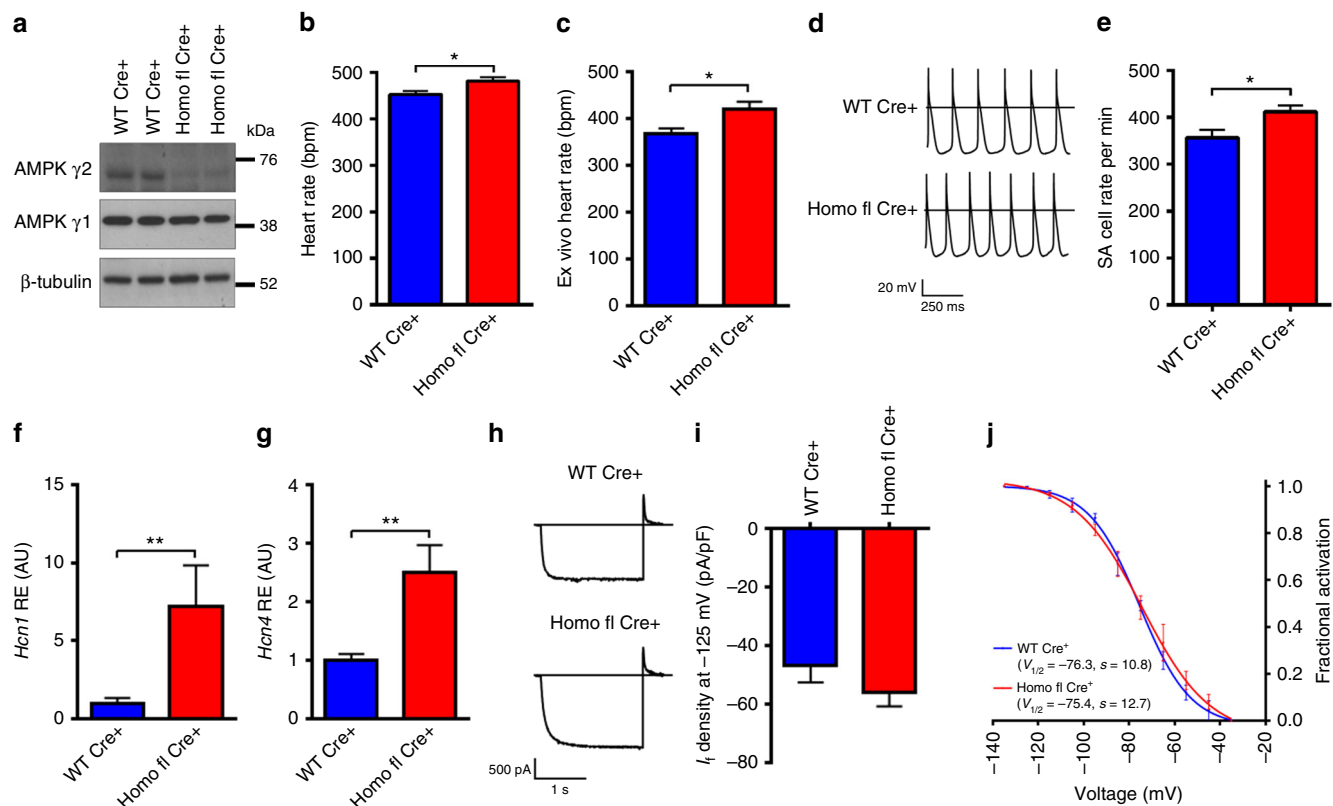 a
WT Cre+
WT Cre+
Homo fl Cre+
Homo fl Cre+
kDa
AMPK γ2
76
AMPK γ1
38
β-tubulin
52
b
*
Heart rate (bpm)
500
400
300
200
100
0
WT Cre+
Homo fl Cre+
c
*
Ex vivo heart rate (bpm)
500
400
300
200
100
0
WT Cre+
Homo fl Cre+
d
WT Cre+
Homo fl Cre+
20 mV
250 ms
e
*
SA cell rate per min
500
400
300
200
100
0
WT Cre+
Homo fl Cre+
f
**
Hcn1 RE (AU)
15
10
5
0
WT Cre+
Homo fl Cre+
g
**
Hcn4 RE (AU)
4
3
2
1
0
WT Cre+
Homo fl Cre+
h
WT Cre+
Homo fl Cre+
500 pA
1 s
i
WT Cre+
Homo fl Cre+
If density at −125 mV (pA/pF)
0
−20
−40
−60
−80
j
1.0
0.8
0.6
0.4
0.2
0.0
Fractional activation
WT Cre+
(V1/2 = −76.3, s = 10.8)
Homo fl Cre+
(V1/2 = −75.4, s = 12.7)
−140
−120
−100
−80
−60
−40
−20
Voltage (mV)